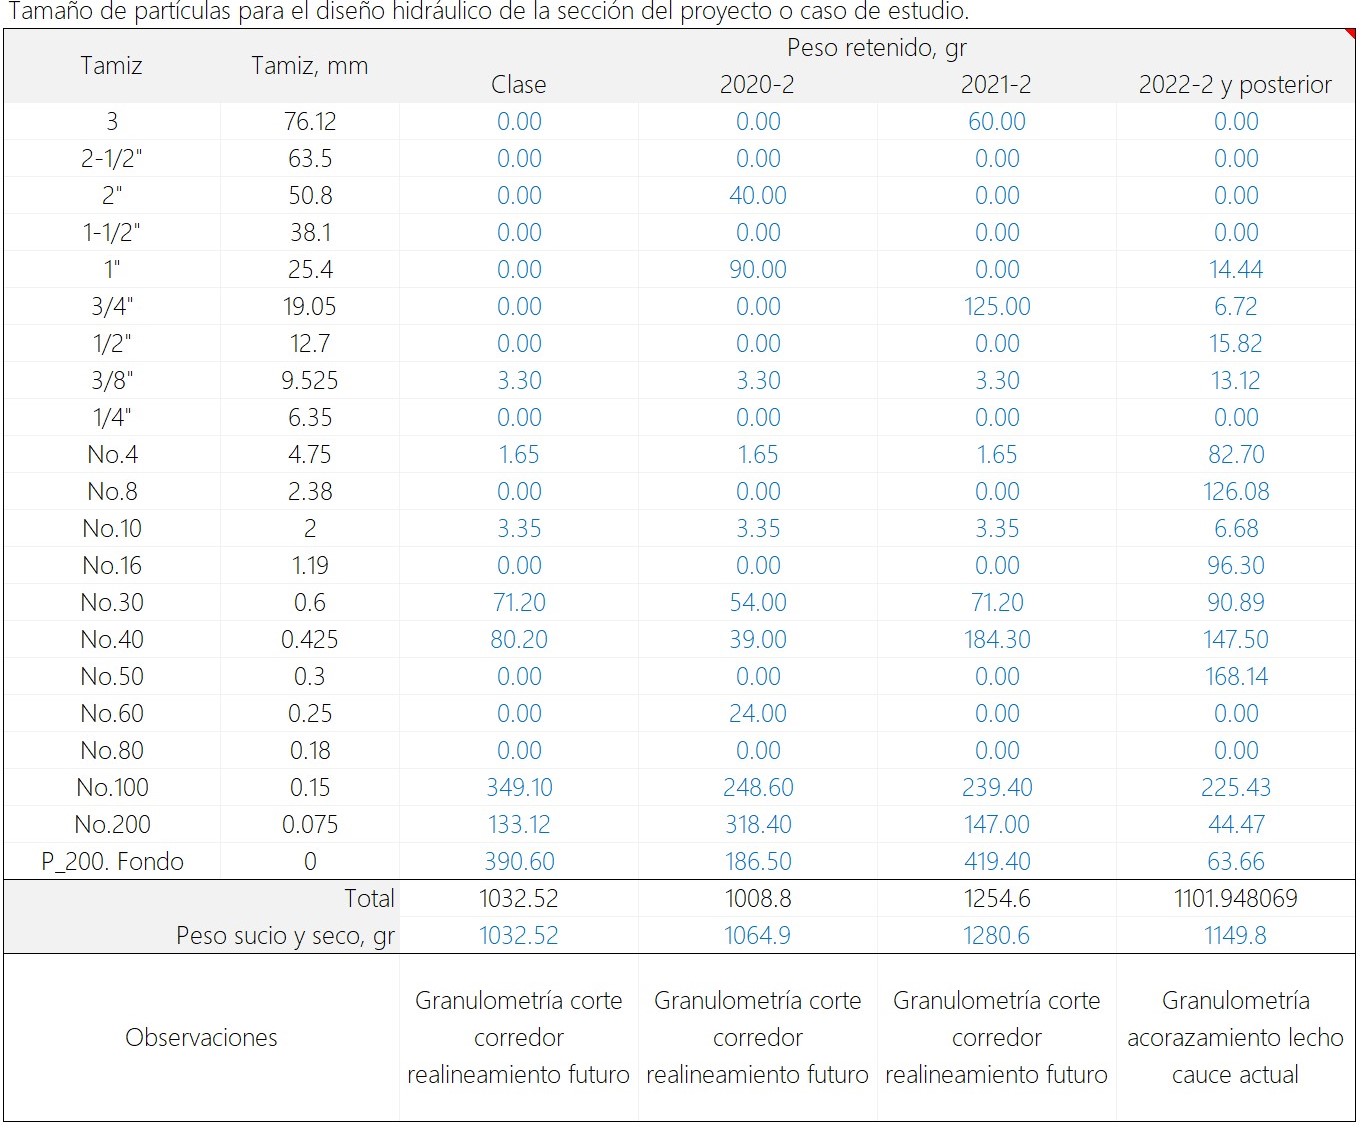 Tamaño de partículas para el diseño hidráulico de la sección del proyecto o caso de estudio.
Tamiz Tamiz, mm Peso retenido, gr
Clase 2020-2 2021-2 2022-2 y posterior
3 76.12 0.00 0.00 60.00 0.00
2-1/2" 63.5 0.00 0.00 0.00 0.00
2" 50.8 0.00 40.00 0.00 0.00
1-1/2" 38.1 0.00 0.00 0.00 0.00
1" 25.4 0.00 90.00 0.00 14.44
3/4" 19.05 0.00 0.00 125.00 6.72
1/2" 12.7 0.00 0.00 0.00 15.82
3/8" 9.525 3.30 3.30 3.30 13.12
1/4" 6.35 0.00 0.00 0.00 0.00
No.4 4.75 1.65 1.65 1.65 82.70
No.8 2.38 0.00 0.00 0.00 126.08
No.10 2 3.35 3.35 3.35 6.68
No.16 1.19 0.00 0.00 0.00 96.30
No.30 0.6 71.20 54.00 71.20 90.89
No.40 0.425 80.20 39.00 184.30 147.50
No.50 0.3 0.00 0.00 0.00 168.14
No.60 0.25 0.00 24.00 0.00 0.00
No.80 0.18 0.00 0.00 0.00 0.00
No.100 0.15 349.10 248.60 239.40 225.43
No.200 0.075 133.12 318.40 147.00 44.47
P_200. Fondo 0 390.60 186.50 419.40 63.66
Total 1032.52 1008.8 1254.6 1101.948069
Peso sucio y seco, gr 1032.52 1064.9 1280.6 1149.8
Observaciones
Granulometría corte
corredor
realineamiento futuro
Granulometría corte
corredor
realineamiento futuro
Granulometría corte
corredor
realineamiento futuro
Granulometría
acorazamiento lecho
cauce actual